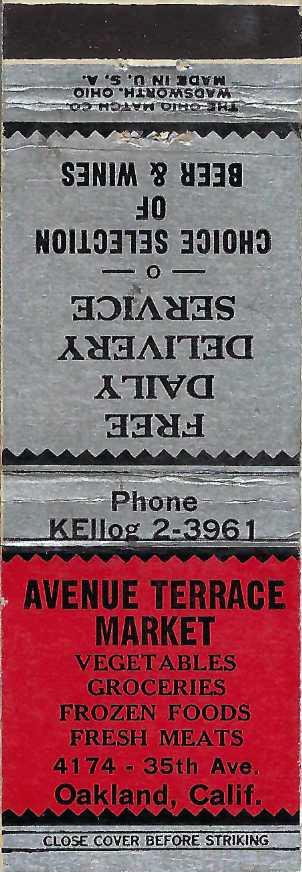 THE OHIO MATCH CO.
WADSWORTH, OHIO
MADE IN U. S. A.
FREE
DAILY
DELIVERY
SERVICE
— o —
CHOICE SELECTION
OF
BEER & WINES
Phone
KEllog 2-3961
AVENUE TERRACE
MARKET
VEGETABLES
GROCERIES
FROZEN FOODS
FRESH MEATS
4174 - 35th Ave.
Oakland, Calif.
CLOSE COVER BEFORE STRIKING